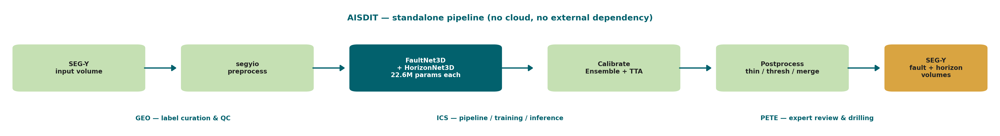 AISDIT — standalone pipeline (no cloud, no external dependency)
SEG-Y
input volume
segyio
preprocess
FaultNet3D
+ HorizonNet3D
22.6M params each
Calibrate
Ensemble + TTA
Postprocess
thin / thresh / merge
SEG-Y
fault + horizon
volumes
GEO — label curation & QC
ICS — pipeline / training / inference
PETE — expert review & drilling